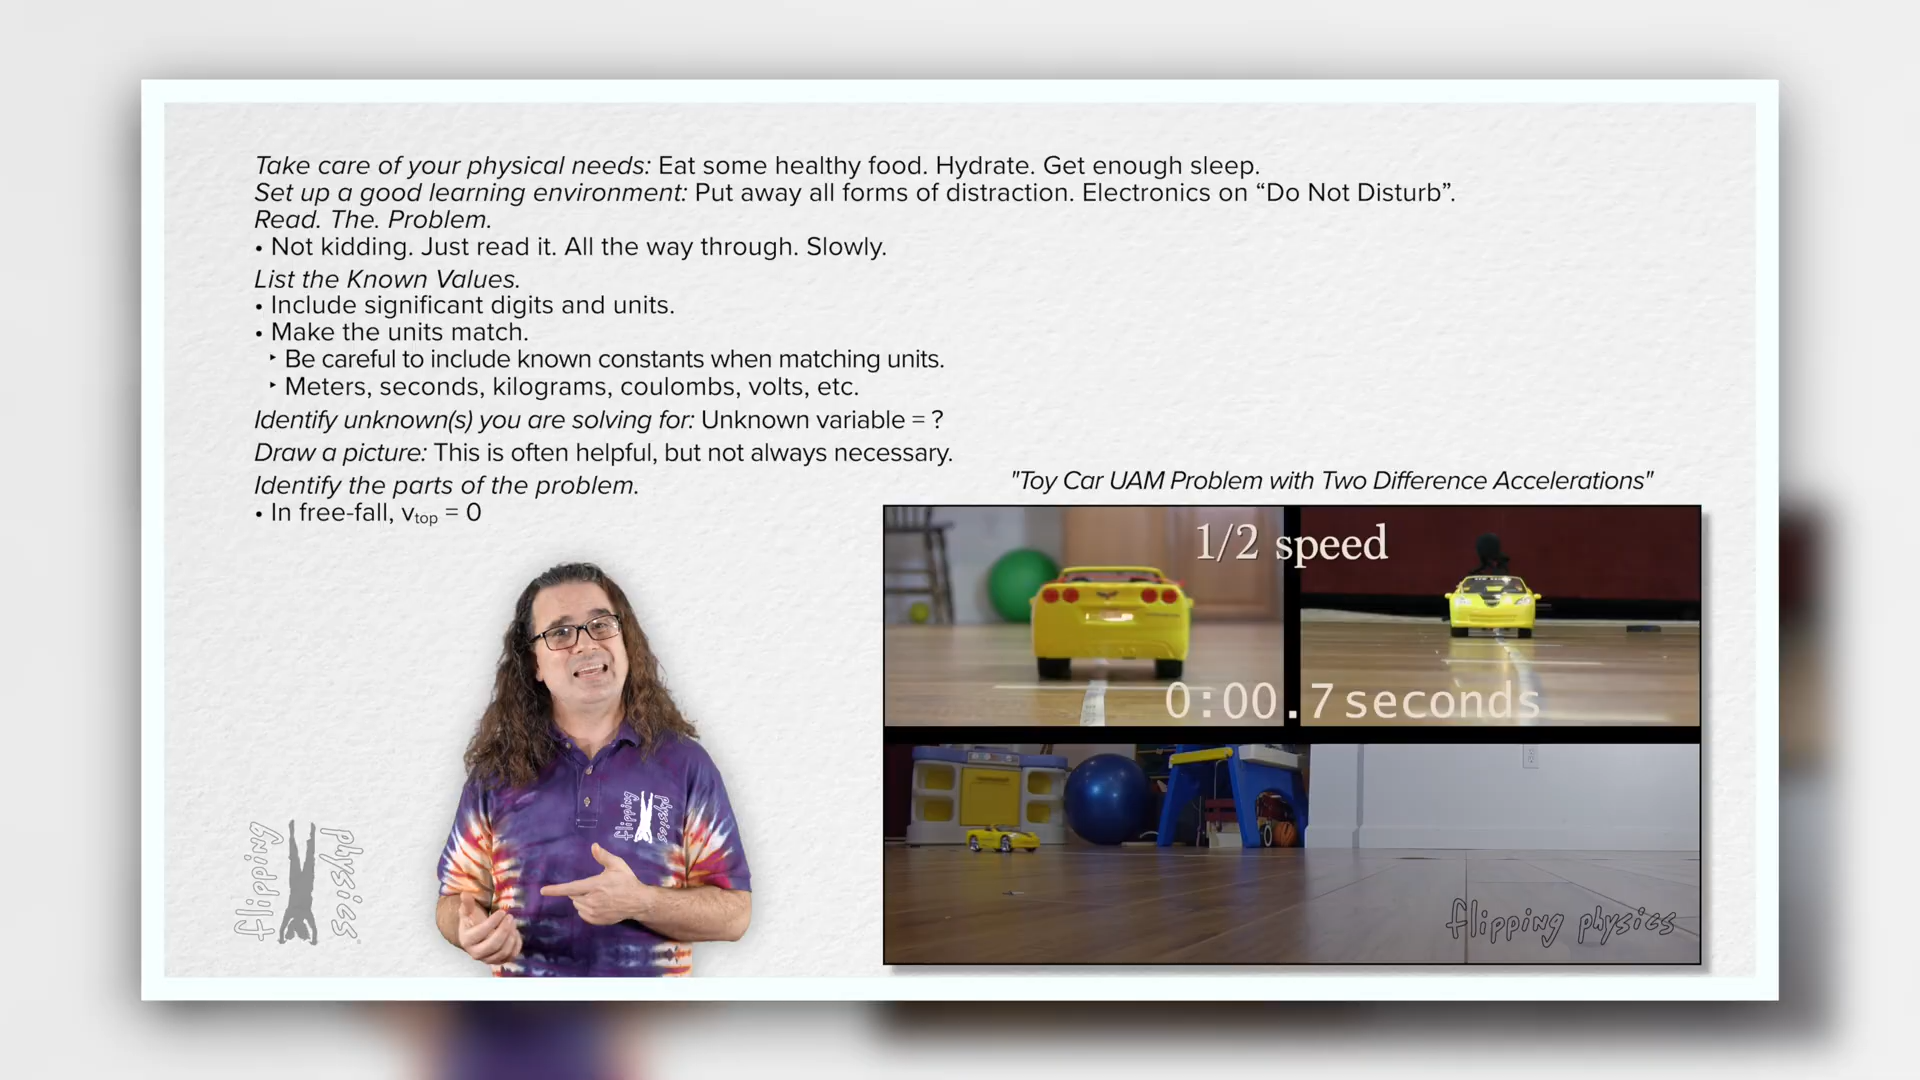 Take care of your physical needs: Eat some healthy food. Hydrate. Get enough sleep.
Set up a good learning environment: Put away all forms of distraction. Electronics on “Do Not Disturb”.
Read. The. Problem.
• Not kidding. Just read it. All the way through. Slowly.
List the Known Values.
• Include significant digits and units.
• Make the units match.
‣ Be careful to include known constants when matching units.
‣ Meters, seconds, kilograms, coulombs, volts, etc.
Identify unknown(s) you are solving for: Unknown variable = ?
Draw a picture: This is often helpful, but not always necessary.
Identify the parts of the problem.
• In free-fall, vtop = 0
"Toy Car UAM Problem with Two Difference Accelerations"
1/2 speed
0:00.7 seconds
flipping physics
flipping physics
flipping physics